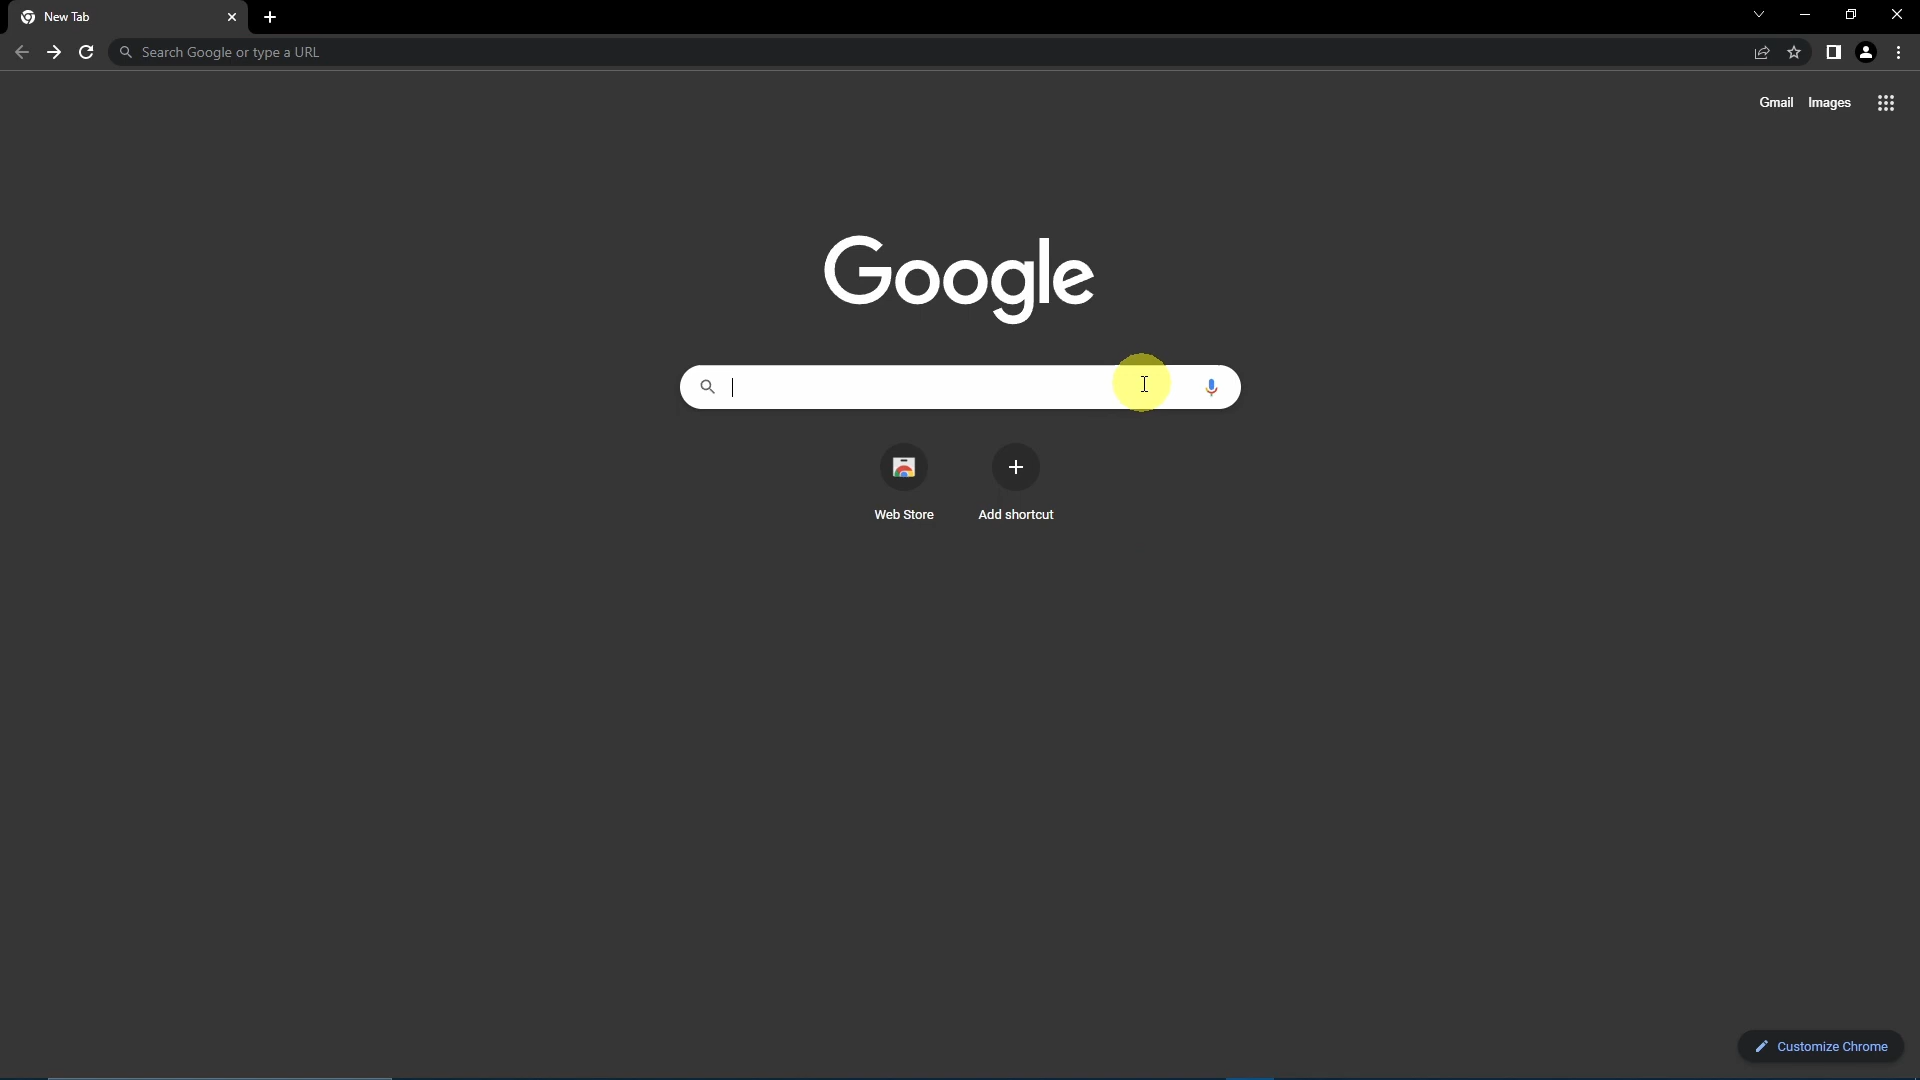 New Tab
Search Google or type a URL
Gmail Images
Google
Web Store Add shortcut
Customize Chrome